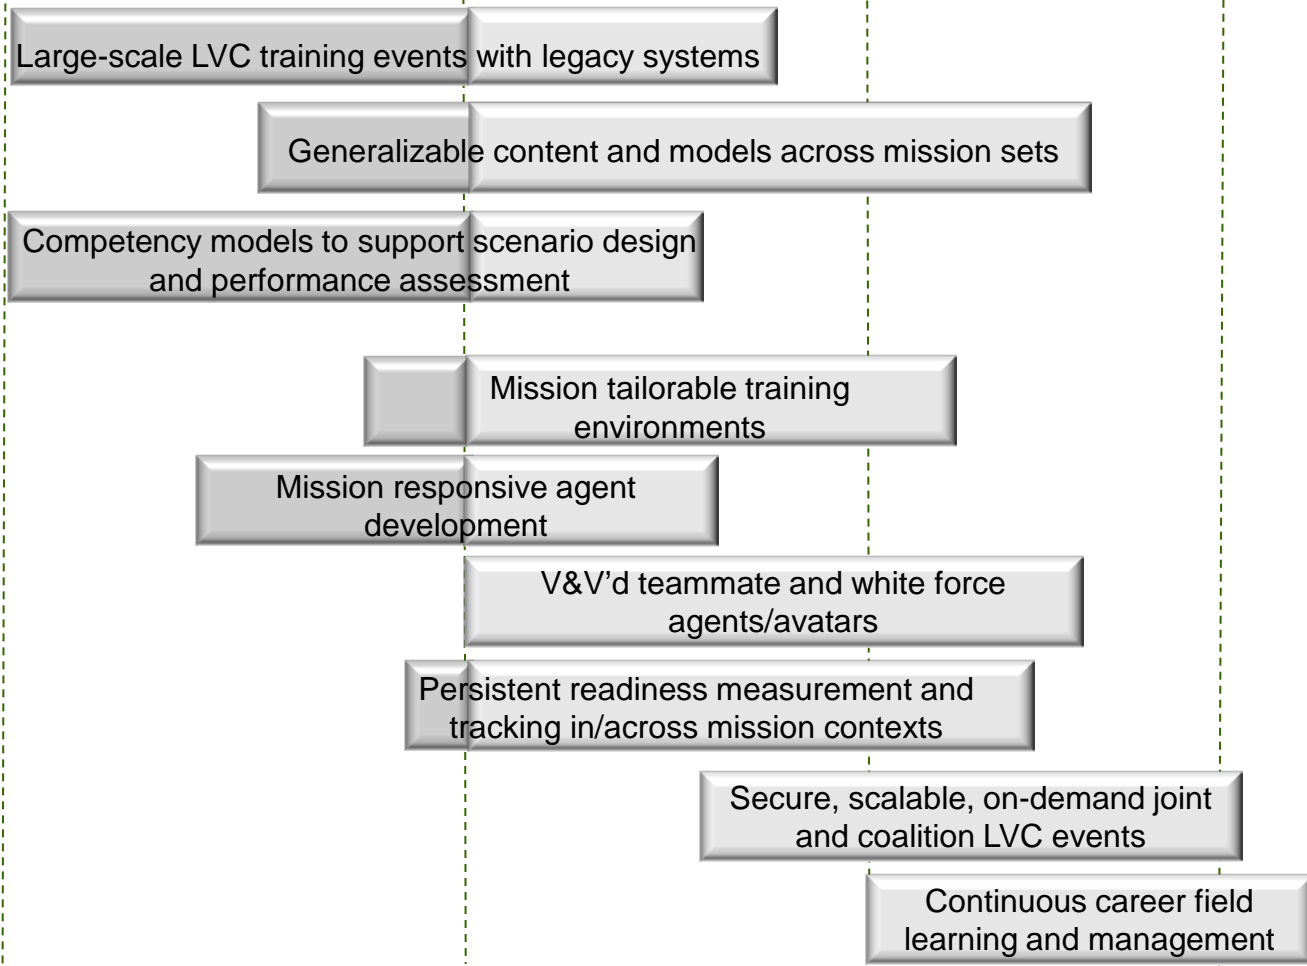 Large-scale LVC training events with legacy systems
Generalizable content and models across mission sets
Competency models to support scenario design
and performance assessment
Mission tailorable training
environments
Mission responsive agent
development
V&V’d teammate and white force
agents/avatars
Persistent readiness measurement and
tracking in/across mission contexts
Secure, scalable, on-demand joint
and coalition LVC events
Continuous career field
learning and management